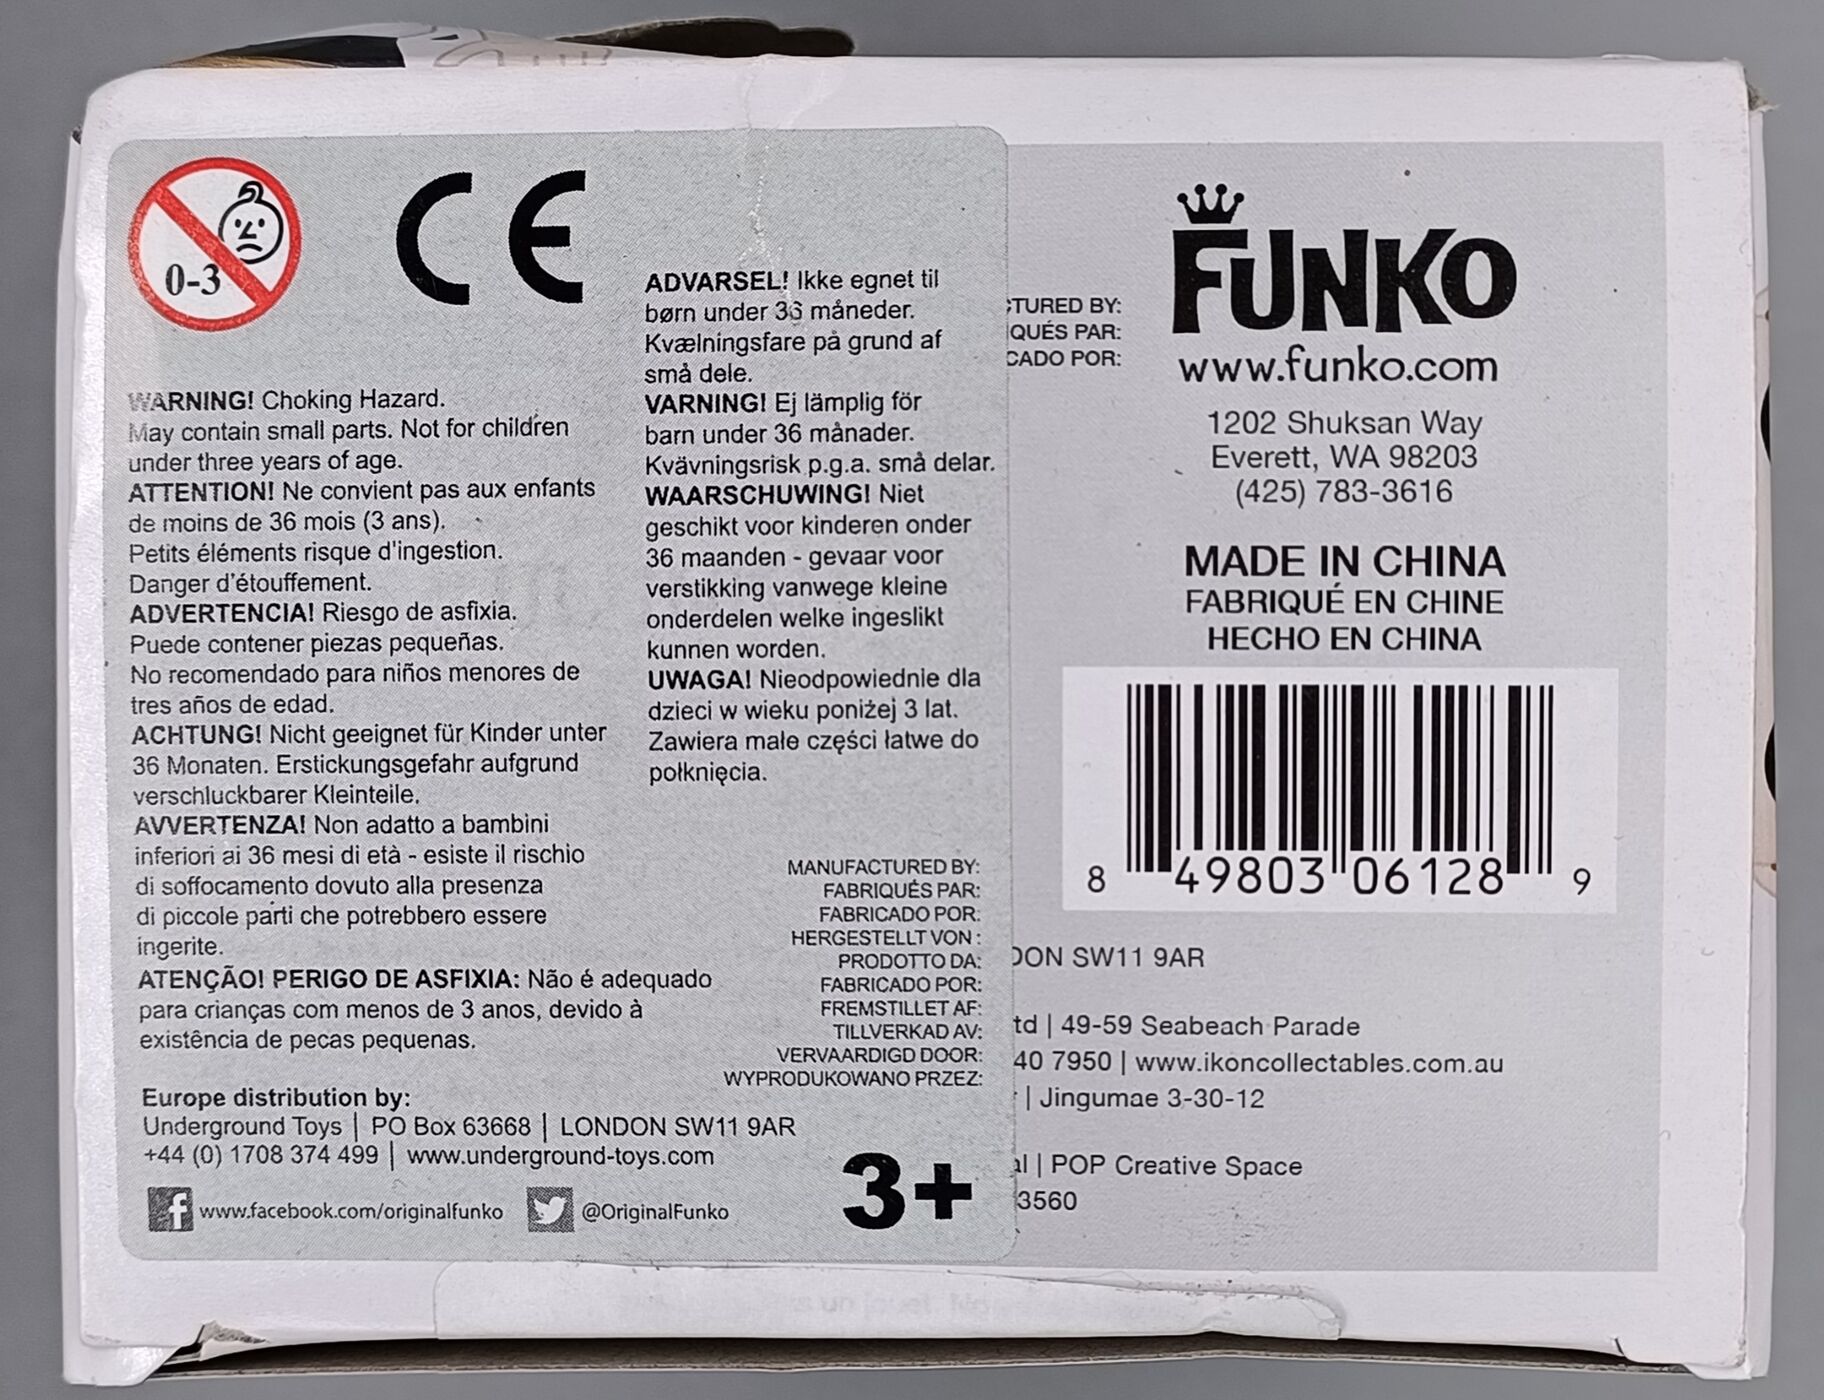 0-3
CE
WARNING! Choking Hazard.
May contain small parts. Not for children
under three years of age.
ATTENTION! Ne convient pas aux enfants
de moins de 36 mois (3 ans).
Petits éléments risque d'ingestion.
Danger d'étouffement.
ADVERTENCIA! Riesgo de asfixia.
Puede contener piezas pequeñas.
No recomendado para niños menores de
tres años de edad.
ACHTUNG! Nicht geeignet für Kinder unter
36 Monaten. Erstickungsgefahr aufgrund
verschluckbarer Kleinteile.
AVVERTENZA! Non adatto a bambini
inferiori ai 36 mesi di età - esiste il rischio
di soffocamento dovuto alla presenza
di piccole parti che potrebbero essere
ingerite.
ATENÇÃO! PERIGO DE ASFIXIA: Não é adequado
para crianças com menos de 3 anos, devido à
existência de pecas pequenas.
ADVARSEL! Ikke egnet til
børn under 36 måneder.
Kvælningsfare på grund af
små dele.
VARNING! Ej lämplig för
barn under 36 månader.
Kvävningsrisk p.g.a. små delar.
WAARSCHUWING! Niet
geschikt voor kinderen onder
36 maanden - gevaar voor
verstikking vanwege kleine
onderdelen welke ingeslikt
kunnen worden.
UWAGA! Nieodpowiednie dla
dzieci w wieku poniżej 3 lat.
Zawiera małe części łatwe do
połknięcia.
MANUFACTURED BY:
FABRIQUÉS PAR:
FABRICADO POR:
HERGESTELLT VON :
PRODOTTO DA:
FABRICADO POR:
FREMSTILLET AF:
TILLVERKAD AV:
VERVAARDIGD DOOR:
WYPRODUKOWANO PRZEZ:
Europe distribution by:
Underground Toys | PO Box 63668 | LONDON SW11 9AR
+44 (0) 1708 374 499 | www.underground-toys.com
www.facebook.com/originalfunko @OriginalFunko
3+
CTURED BY:
QUÉS PAR:
CADO POR:
FUNKO
www.funko.com
1202 Shuksan Way
Everett, WA 98203
(425) 783-3616
MADE IN CHINA
FABRIQUÉ EN CHINE
HECHO EN CHINA
8 49803 06128 9
DON SW11 9AR
td | 49-59 Seabeach Parade
40 7950 | www.ikoncollectables.com.au
| Jingumae 3-30-12
al | POP Creative Space
3560